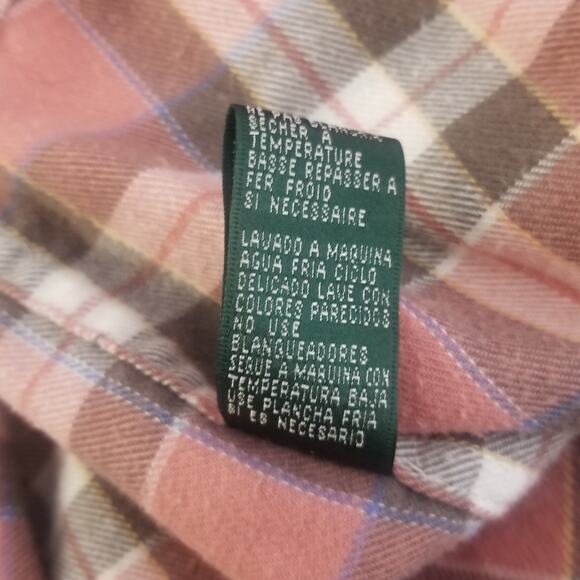 SECHER A
TEMPERATURE
BASSE REPASSER A
FER FROID
SI NECESSAIRE
LAVADO A MAQUINA
AGUA FRIA CICLO
DELICADO LAVE CON
COLORES PARECIDOS
NO USE
BLANQUEADORES
SEQUE A MAQUINA CON
TEMPERATURA BAJA
USE PLANCHA FRIA
SI ES NECESARIO